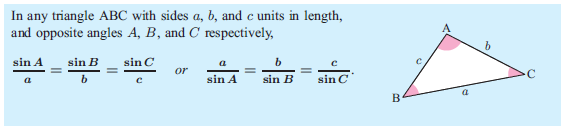 In any triangle ABC with sides a, b, and c units in length,
and opposite angles A, B, and C respectively,
sin A / a = sin B / b = sin C / c or a / sin A = b / sin B = c / sin C.
A
b
c
C
B
a